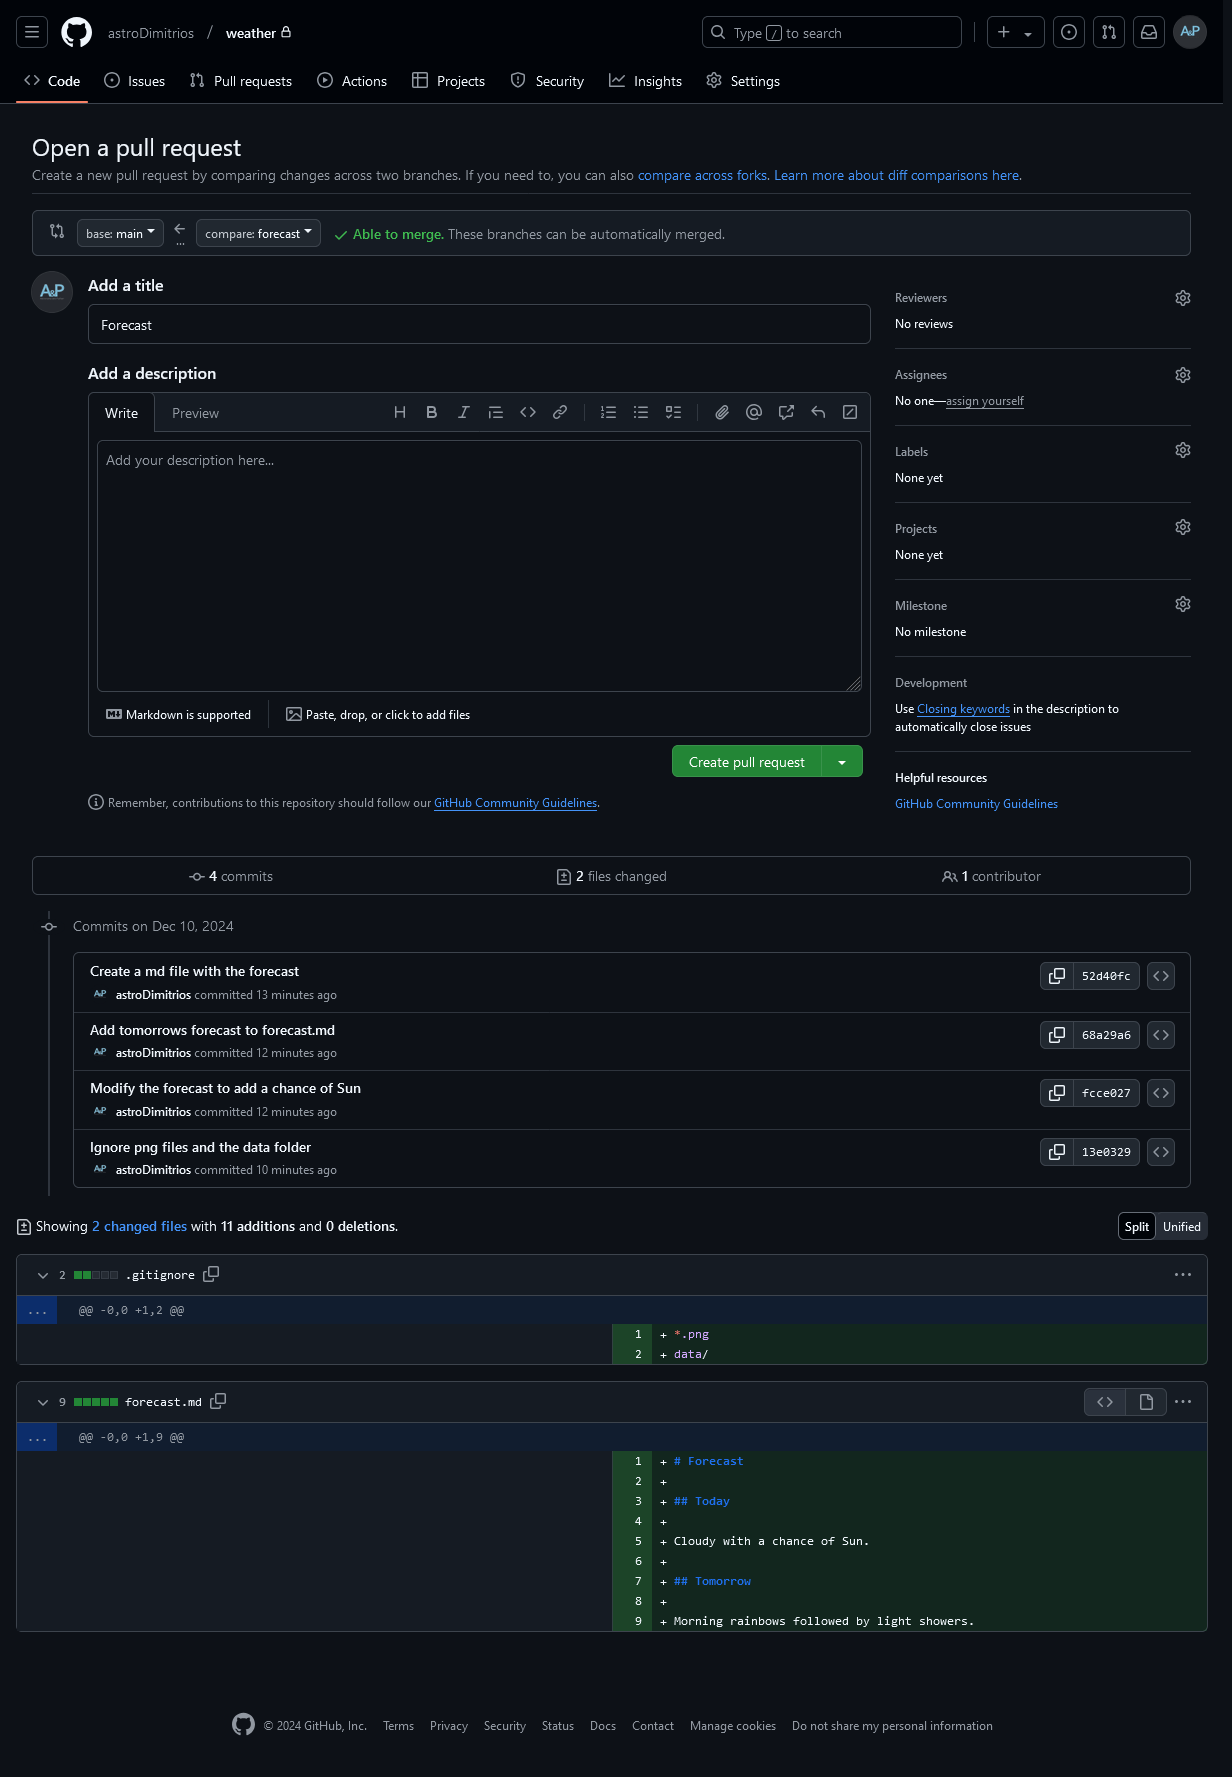 astroDimitrios / weather
Type / to search
A&P
Code Issues Pull requests Actions Projects Security Insights Settings
Open a pull request
Create a new pull request by comparing changes across two branches. If you need to, you can also compare across forks. Learn more about diff comparisons here.
base: main ... compare: forecast Able to merge. These branches can be automatically merged.
A&P
Add a title
Forecast
Add a description
Write Preview
Add your description here...
Markdown is supported Paste, drop, or click to add files
Create pull request
Remember, contributions to this repository should follow our GitHub Community Guidelines.
Reviewers
No reviews
Assignees
No one—assign yourself
Labels
None yet
Projects
None yet
Milestone
No milestone
Development
Use Closing keywords in the description to
automatically close issues
Helpful resources
GitHub Community Guidelines
4 commits 2 files changed 1 contributor
Commits on Dec 10, 2024
Create a md file with the forecast 52d40fc
A&P astroDimitrios committed 13 minutes ago
Add tomorrows forecast to forecast.md 68a29a6
A&P astroDimitrios committed 12 minutes ago
Modify the forecast to add a chance of Sun fcce027
A&P astroDimitrios committed 12 minutes ago
Ignore png files and the data folder 13e0329
A&P astroDimitrios committed 10 minutes ago
Showing 2 changed files with 11 additions and 0 deletions. Split Unified
2 .gitignore
... @@ -0,0 +1,2 @@
1 + *.png
2 + data/
9 forecast.md
... @@ -0,0 +1,9 @@
1 + # Forecast
2 +
3 + ## Today
4 +
5 + Cloudy with a chance of Sun.
6 +
7 + ## Tomorrow
8 +
9 + Morning rainbows followed by light showers.
© 2024 GitHub, Inc. Terms Privacy Security Status Docs Contact Manage cookies Do not share my personal information